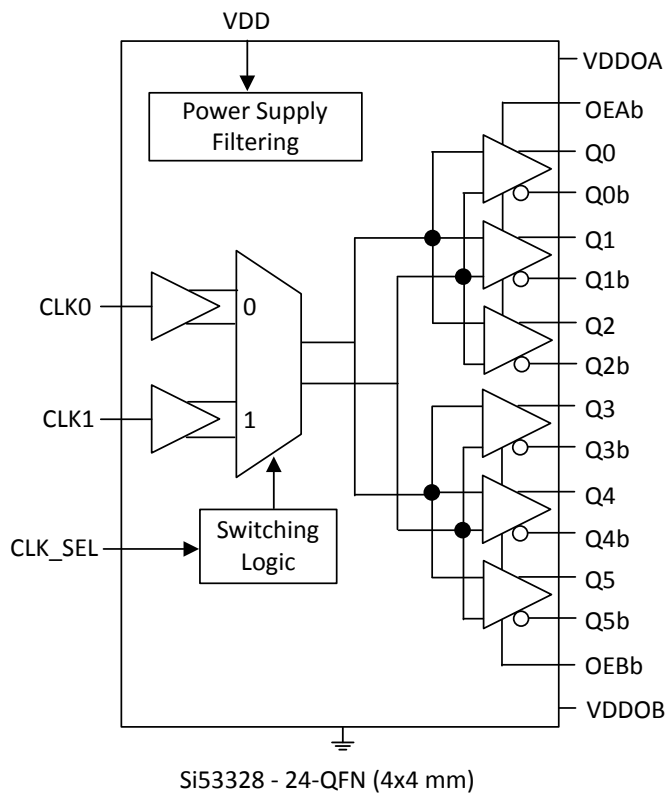 VDD
VDDOA
Power Supply
Filtering
OEAb
Q0
Q0b
Q1
Q1b
CLK0
0
Q2
Q2b
Q3
CLK1
1
Q3b
Q4
Switching
Logic
CLK_SEL
Q4b
Q5
Q5b
OEBb
VDDOB
Si53328 - 24-QFN (4x4 mm)